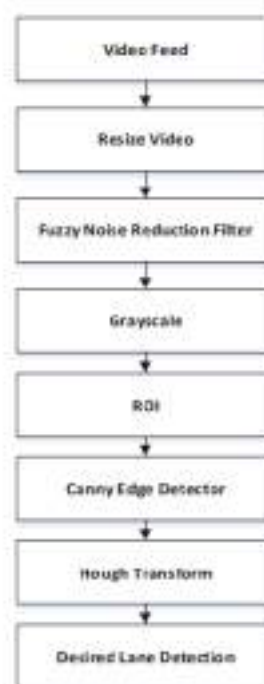 Video Feed
Resize Video
Fuzzy Noise Reduction Filter
Grayscale
ROI
Canny Edge Detector
Hough Transform
Desired Lane Detection